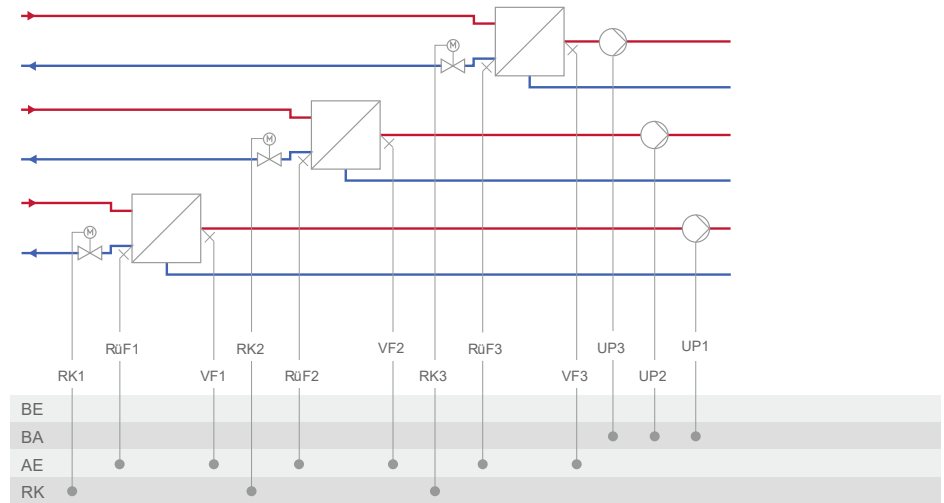 M
M
M
RüF1 RK2 VF2 RüF3 UP3 UP1
RK1 VF1 RüF2 RK3 VF3 UP2
BE
BA
AE
RK